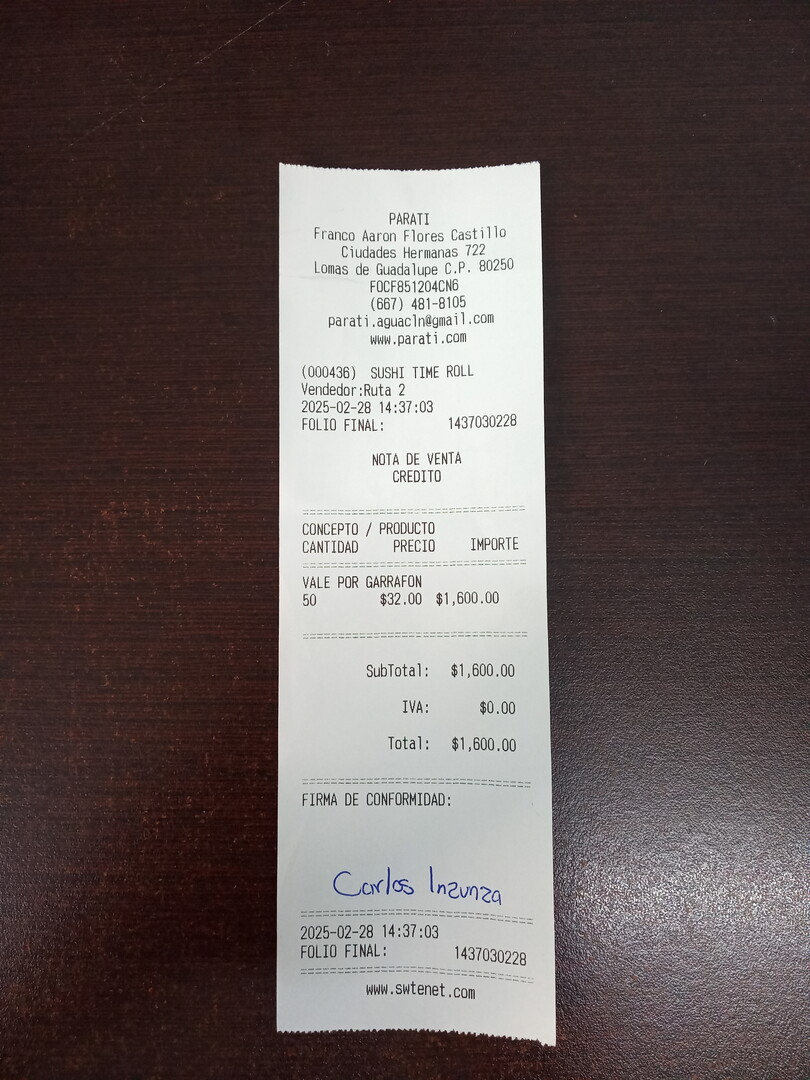 PARATI
Franco Aaron Flores Castillo
Ciudades Hermanas 722
Lomas de Guadalupe C.P. 80250
FOCF851204CN6
(667) 481-8105
parati.aguacln@gmail.com
www.parati.com
(000436) SUSHI TIME ROLL
Vendedor:Ruta 2
2025-02-28 14:37:03
FOLIO FINAL: 1437030228
NOTA DE VENTA
CREDITO
CONCEPTO / PRODUCTO
CANTIDAD PRECIO IMPORTE
VALE POR GARRAFON
50 $32.00 $1,600.00
SubTotal: $1,600.00
IVA: $0.00
Total: $1,600.00
FIRMA DE CONFORMIDAD:
Carlos Inzunza
2025-02-28 14:37:03
FOLIO FINAL: 1437030228
www.swtenet.com